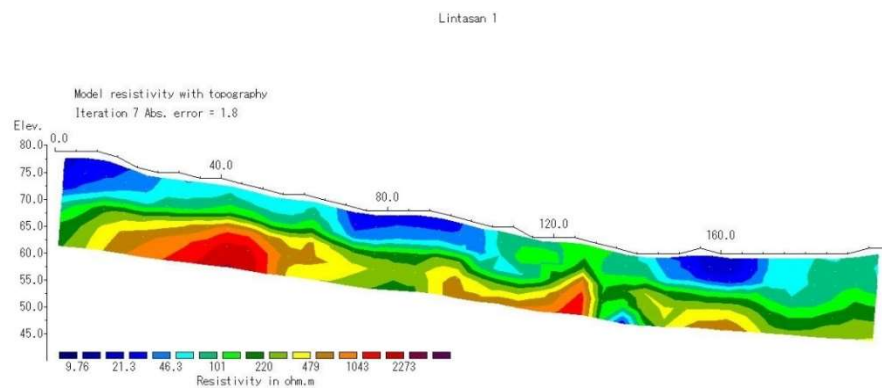 Lintasan 1
Model resistivity with topography
Iteration 7 Abs. error = 1.8
Elev.
0.0
80.0
75.0
40.0
70.0
80.0
65.0
120.0
60.0
160.0
55.0
50.0
45.0
9.76 21.3 46.3 101 220 479 1043 2273
Resistivity in ohm.m